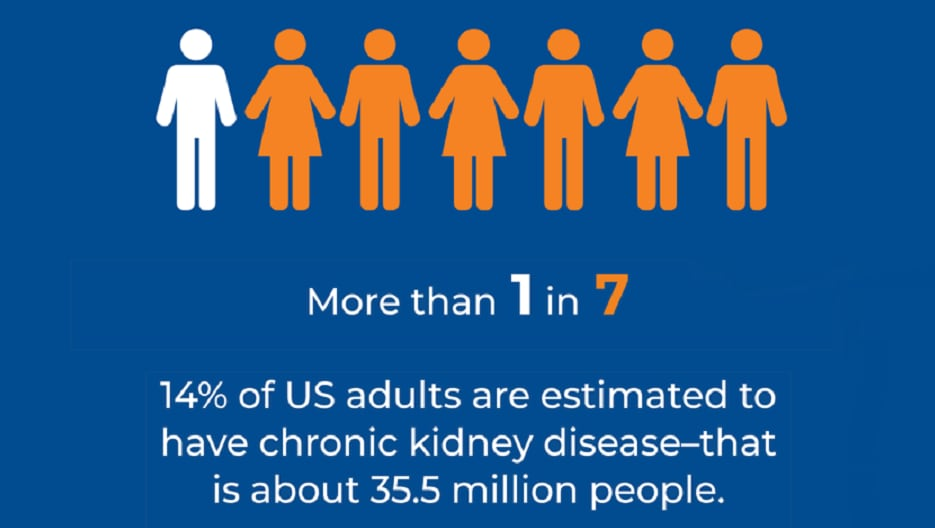 More than 1 in 7
14% of US adults are estimated to
have chronic kidney disease–that
is about 35.5 million people.